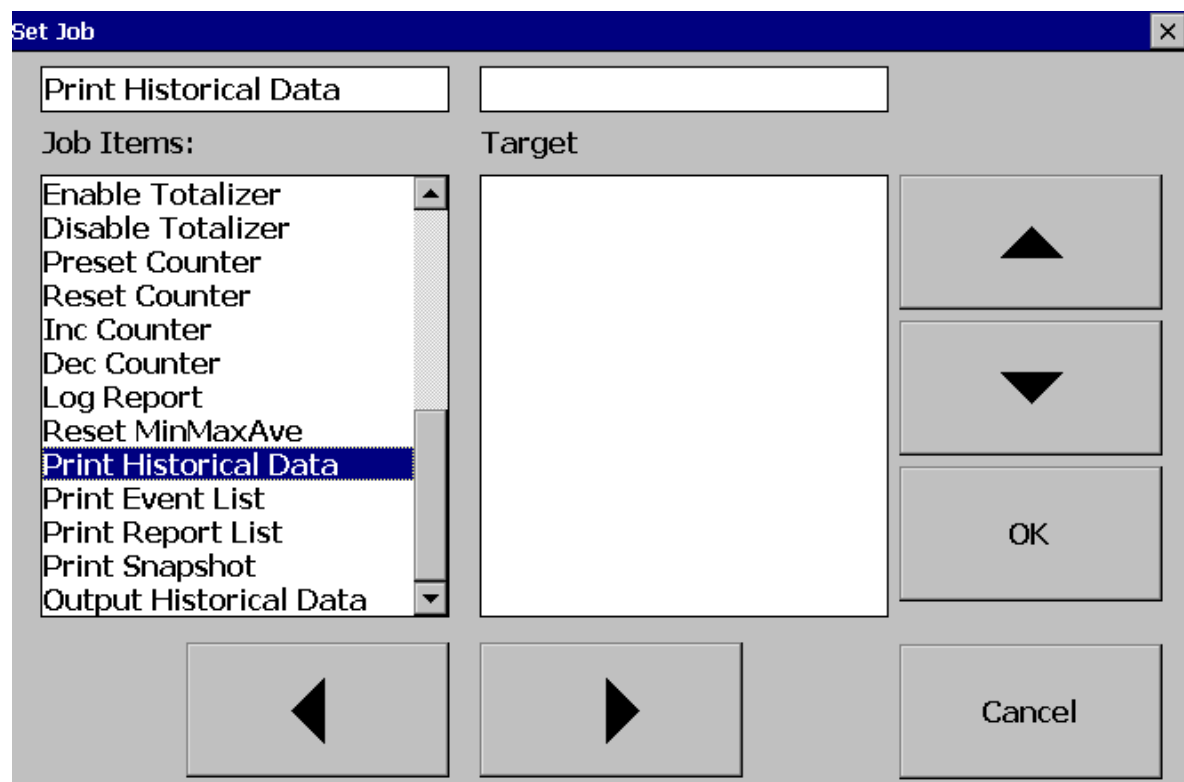 Set Job
Print Historical Data
Job Items:
Target
Enable Totalizer
Disable Totalizer
Preset Counter
Reset Counter
Inc Counter
Dec Counter
Log Report
Reset MinMaxAve
Print Historical Data
Print Event List
Print Report List
Print Snapshot
Output Historical Data
OK
Cancel